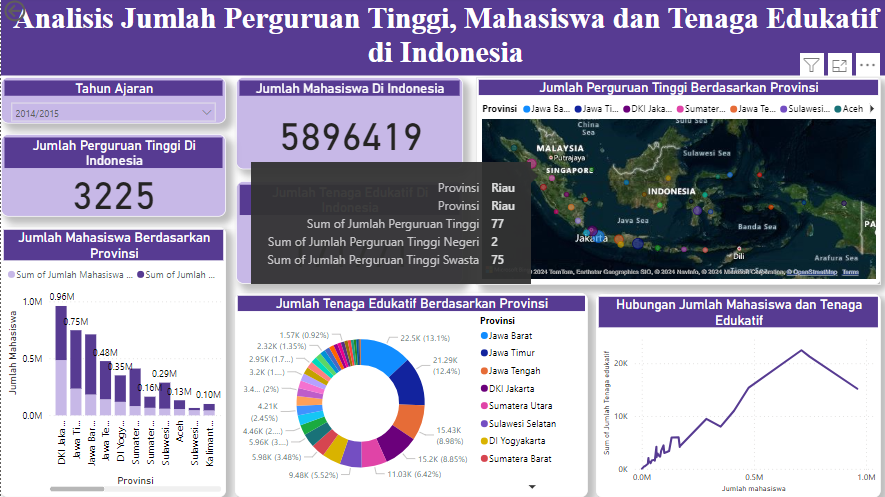 Analisis Jumlah Perguruan Tinggi, Mahasiswa dan Tenaga Edukatif
di Indonesia
Tahun Ajaran
2014/2015
Jumlah Perguruan Tinggi Di
Indonesia
3225
Jumlah Mahasiswa Di Indonesia
5896419
Jumlah Tenaga Edukatif Di
Indonesia
Provinsi Riau
Provinsi Riau
Sum of Jumlah Perguruan Tinggi 77
Sum of Jumlah Perguruan Tinggi Negeri 2
Sum of Jumlah Perguruan Tinggi Swasta 75
Jumlah Perguruan Tinggi Berdasarkan Provinsi
Provinsi Jawa Ba... Jawa Ti... DKI Jaka... Sumater... Jawa Te... Sulawesi... Aceh
China
Sea
Sulu Sea
MALAYSIA
Putrajaya
SINGAPORE
Sulawesi Sea
INDONESIA
Java Sea
Jakarta
Banda Sea
Dili
Arafura Sea
PA
Timor Sea
© 2024 TomTom, Earthstar Geographics SIO, © 2024 Microsoft Corporation, © OpenStreetMap Terms
Jumlah Mahasiswa Berdasarkan
Provinsi
Sum of Jumlah Mahasiswa ... Sum of Jumlah ...
Jumlah Mahasiswa
1.0M
0.5M
0.0M
0.96M
0.75M
0.48M
0.35M
0.16M
0.29M
0.13M
0.10M
DKI Jaka...
Jawa Ti...
Jawa Bar...
Jawa Te...
DI Yogy...
Sumater...
Sumater...
Sulawesi...
Aceh
Sulawesi...
Kalimant...
Provinsi
Jumlah Tenaga Edukatif Berdasarkan Provinsi
22.5K (13.1%)
21.29K
(12.4%)
15.43K
(8.98%)
15.2K (8.85%)
11.03K (6.42%)
9.48K (5.52%)
5.98K (3.48%)
5.96K (3....)
4.46K (2....)
4.21K
(2.45%)
3.4... (2%)
3.2K (1....)
2.95K (1.7...)
2.32K (1.35%)
1.57K (0.92%)
Provinsi
Jawa Barat
Jawa Timur
Jawa Tengah
DKI Jakarta
Sumatera Utara
Sulawesi Selatan
DI Yogyakarta
Sumatera Barat
Hubungan Jumlah Mahasiswa dan Tenaga
Edukatif
Sum of Jumlah Tenaga edukatif
20K
10K
0K
0.0M 0.5M 1.0M
Jumlah mahasiswa